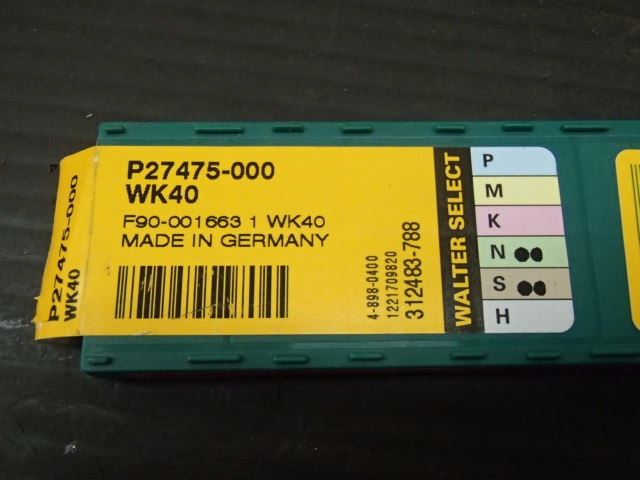 P27475-000
WK40
P27475-000
WK40
F90-001663 1 WK40
MADE IN GERMANY
4-898-0400
1221709820
312483-788
WALTER SELECT
P
M
K
N
S
H